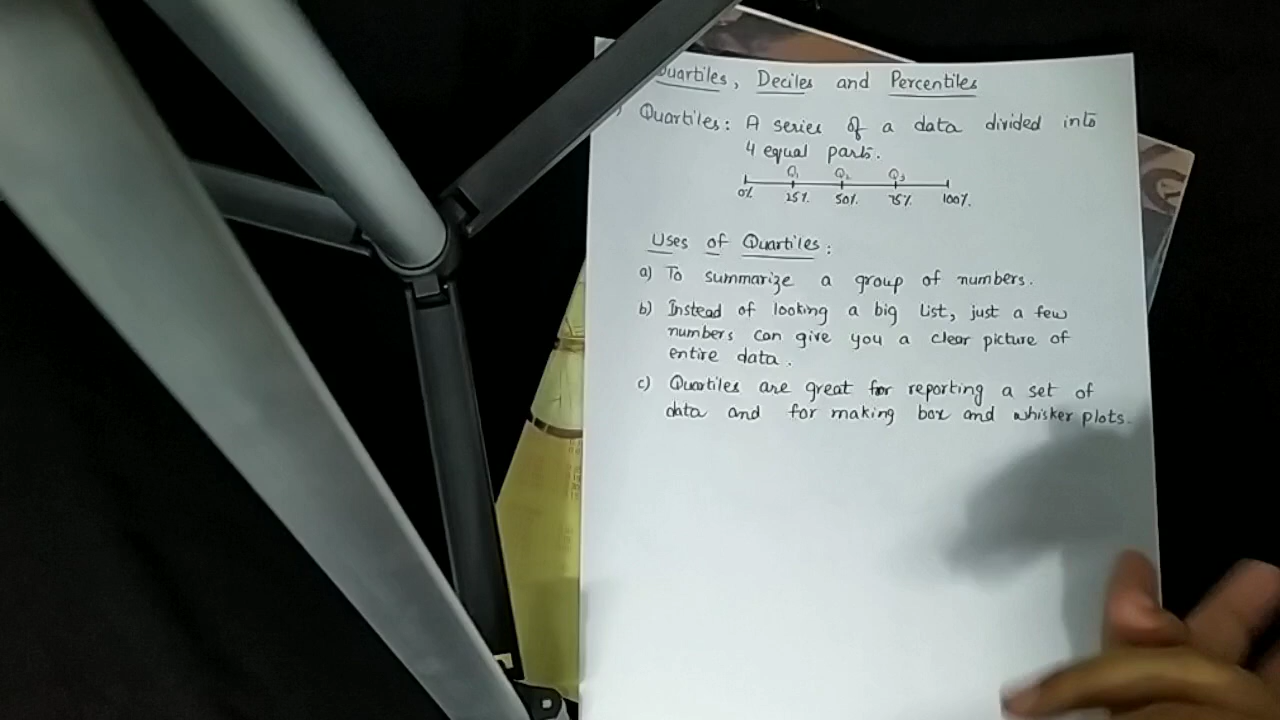 Quartiles, Deciles and Percentiles
) Quartiles: A series of a data divided into
4 equal parts.
Q1 Q2 Q3
0% 25% 50% 75% 100%
Uses of Quartiles:
a) To summarize a group of numbers.
b) Instead of looking a big list, just a few
numbers can give you a clear picture of
entire data.
c) Quartiles are great for reporting a set of
data and for making box and whisker plots.